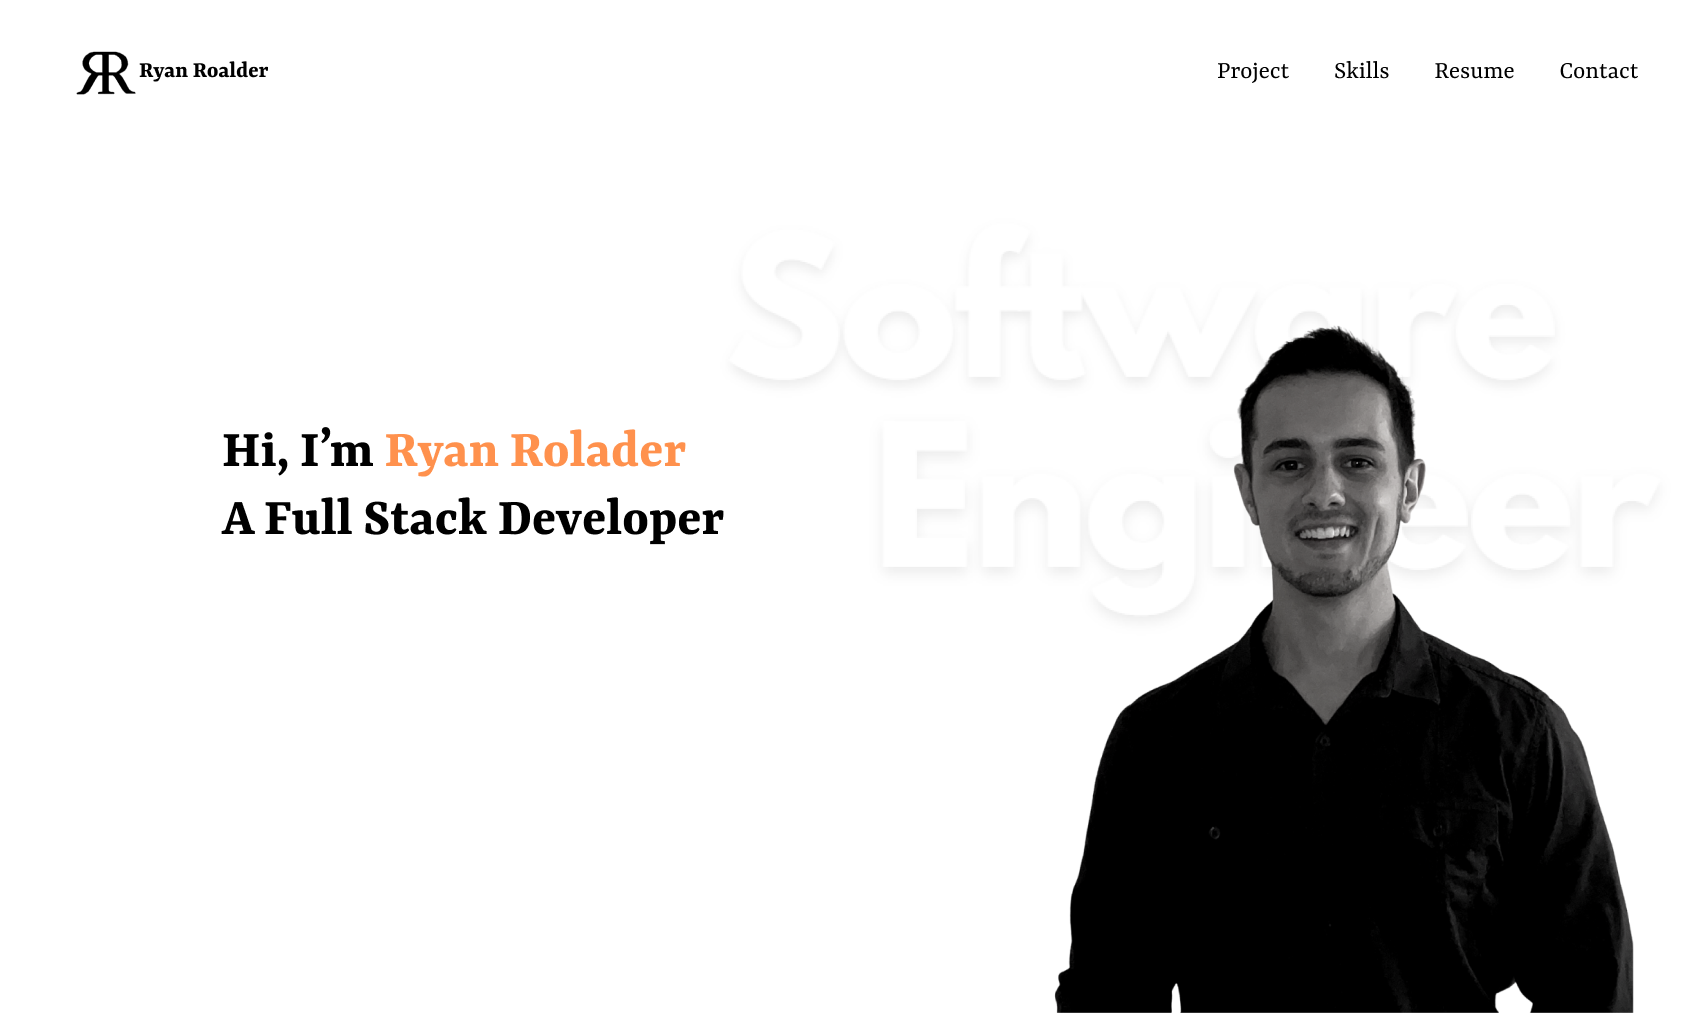 RR Ryan Roalder
Project Skills Resume Contact
Software
Engineer
Hi, I’m Ryan Rolader
A Full Stack Developer